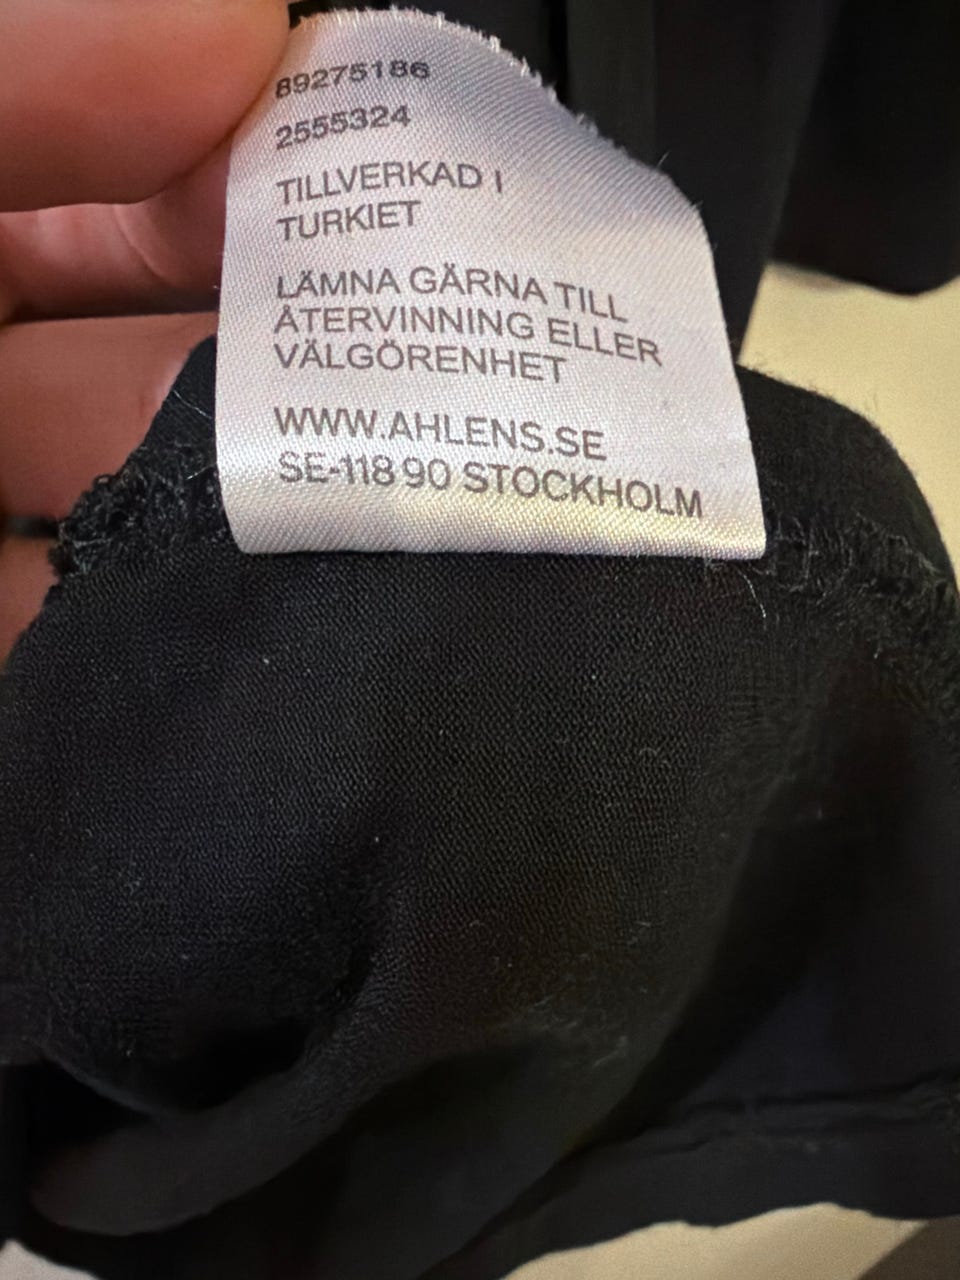 89275186
2555324
TILLVERKAD I
TURKIET
LÄMNA GÄRNA TILL
ÅTERVINNING ELLER
VÄLGÖRENHET
WWW.AHLENS.SE
SE-118 90 STOCKHOLM